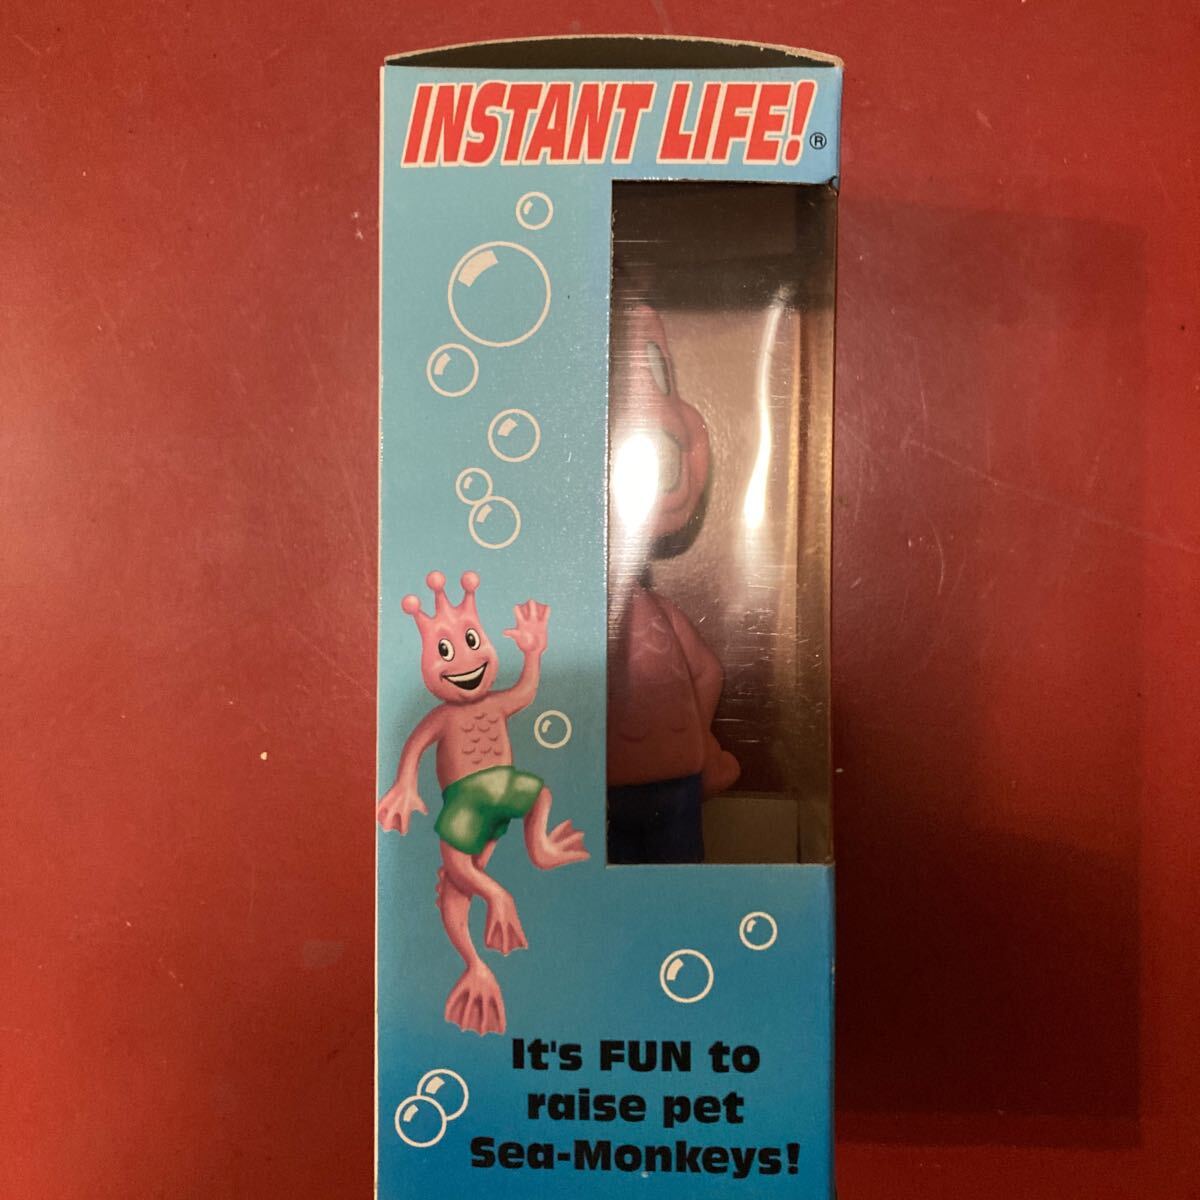 INSTANT LIFE!®
It's FUN to
raise pet
Sea-Monkeys!